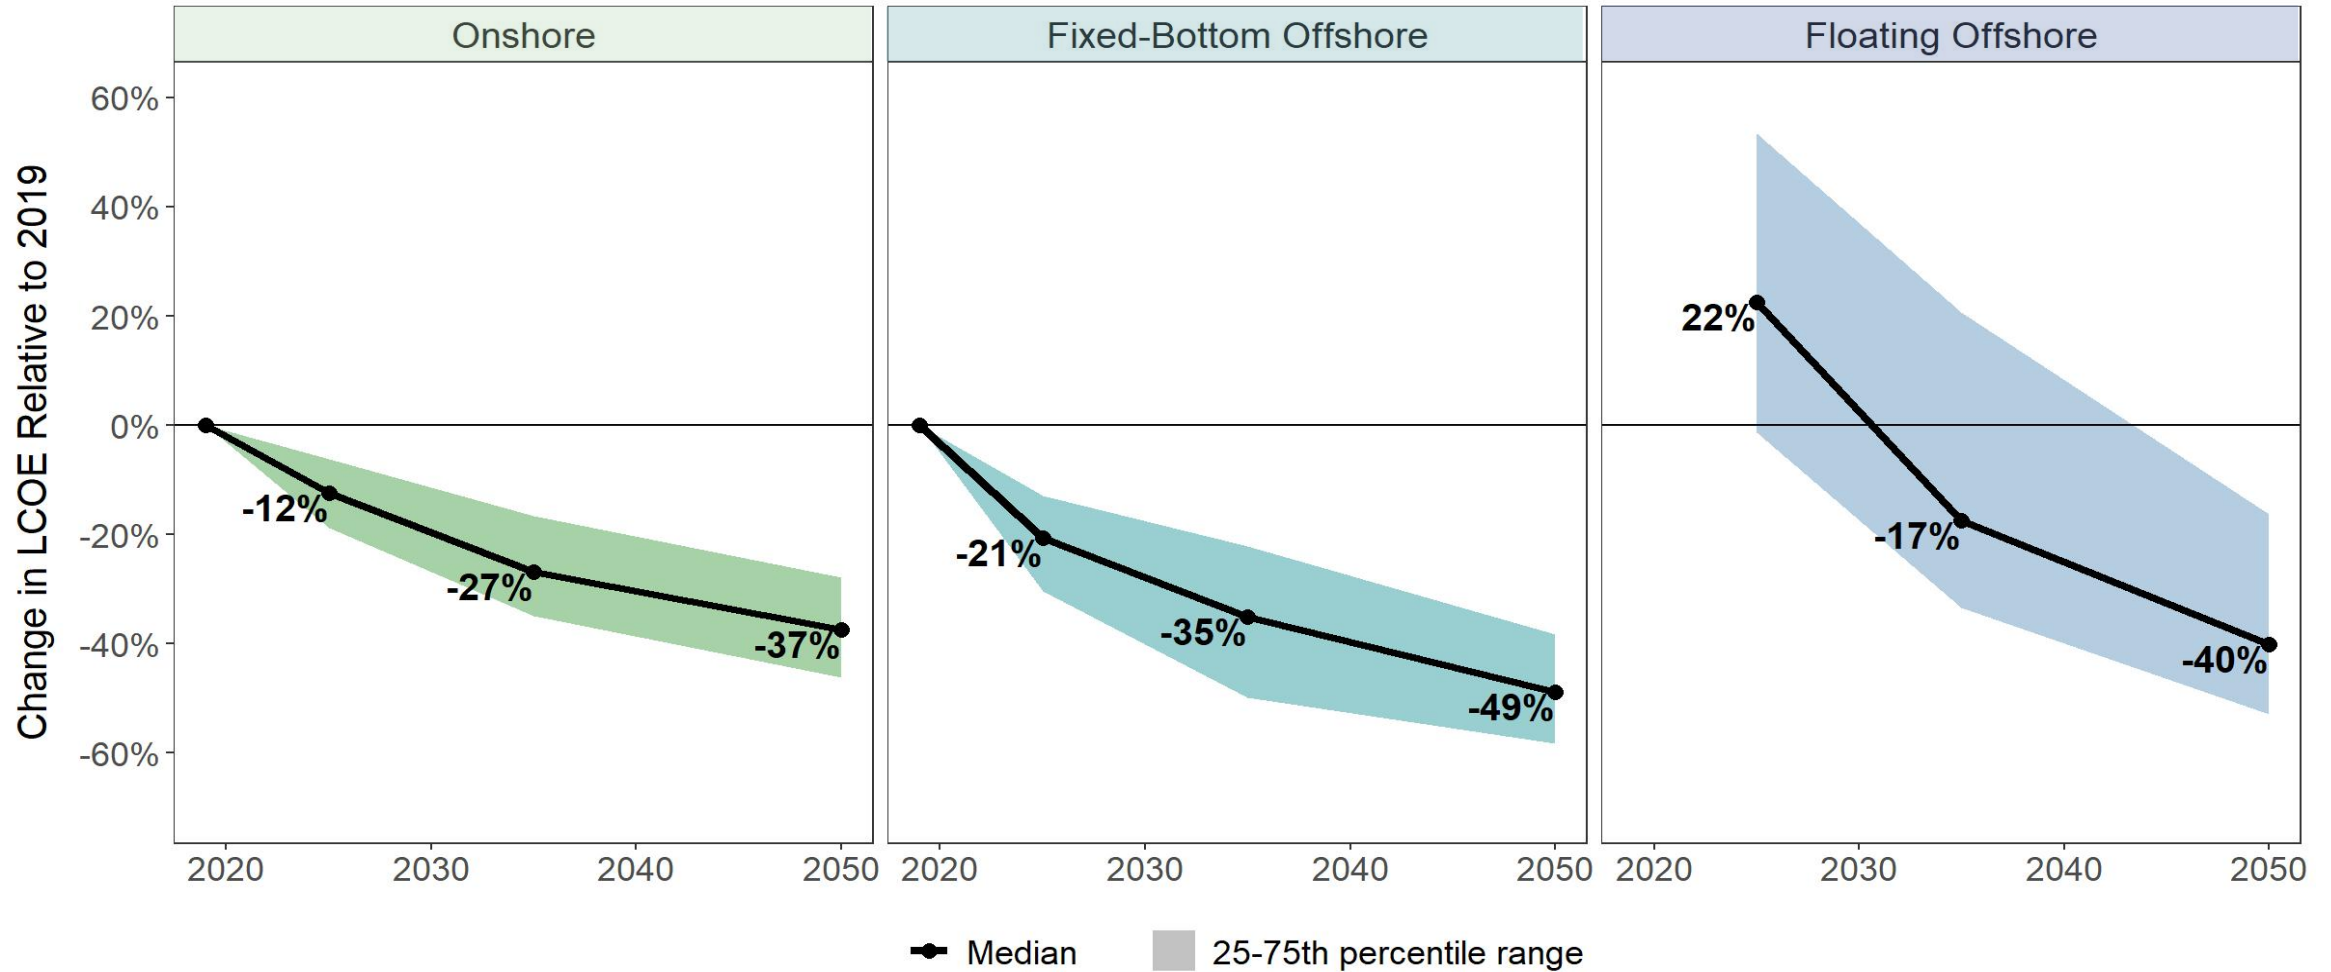 Onshore
Fixed-Bottom Offshore
Floating Offshore
Change in LCOE Relative to 2019
60%
40%
20%
0%
-20%
-40%
-60%
-12%
-27%
-37%
-21%
-35%
-49%
22%
-17%
-40%
2020 2030 2040 2050
2020 2030 2040 2050
2020 2030 2040 2050
Median
25-75th percentile range